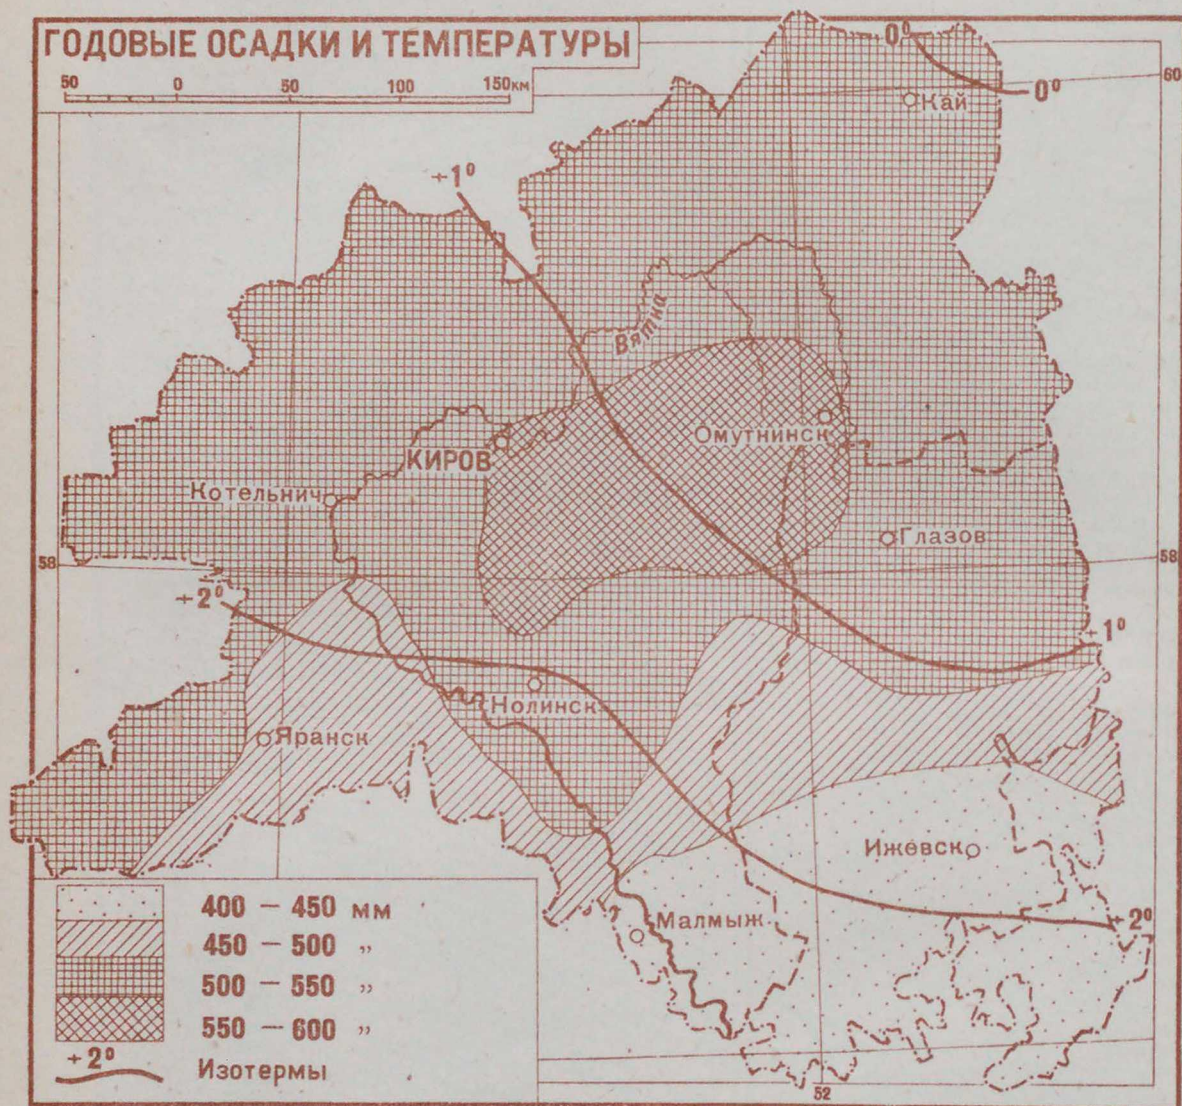 ГОДОВЫЕ ОСАДКИ И ТЕМПЕРАТУРЫ
50 0 50 100 150км
0°
0°
60
Кай
+1°
Вятка
Омутнинск
КИРОВ
Котельнич
Глазов
58
58
+2°
+1°
Нолинск
Яранск
Ижевск
Малмыж
+2°
400 – 450 мм
450 – 500 „
500 – 550 „
550 – 600 „
+2°
Изотермы
52